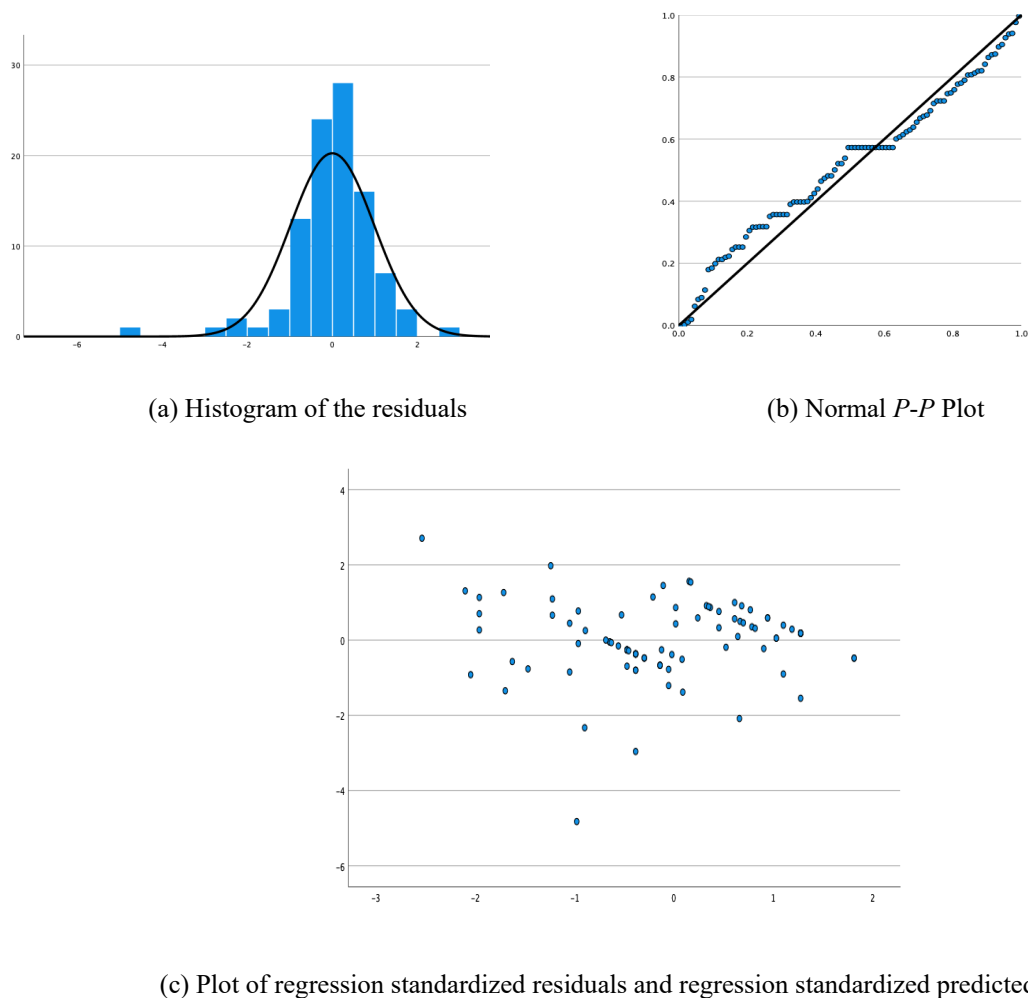 1.0
0.8
0.6
0.4
0.2
0.0
0.0 0.2 0.4 0.6 0.8 1.0
30
20
10
0
-6 -4 -2 0 2
(a) Histogram of the residuals
(b) Normal P-P Plot
4
2
0
-2
-4
-6
-3 -2 -1 0 1 2
(c) Plot of regression standardized residuals and regression standardized predicted